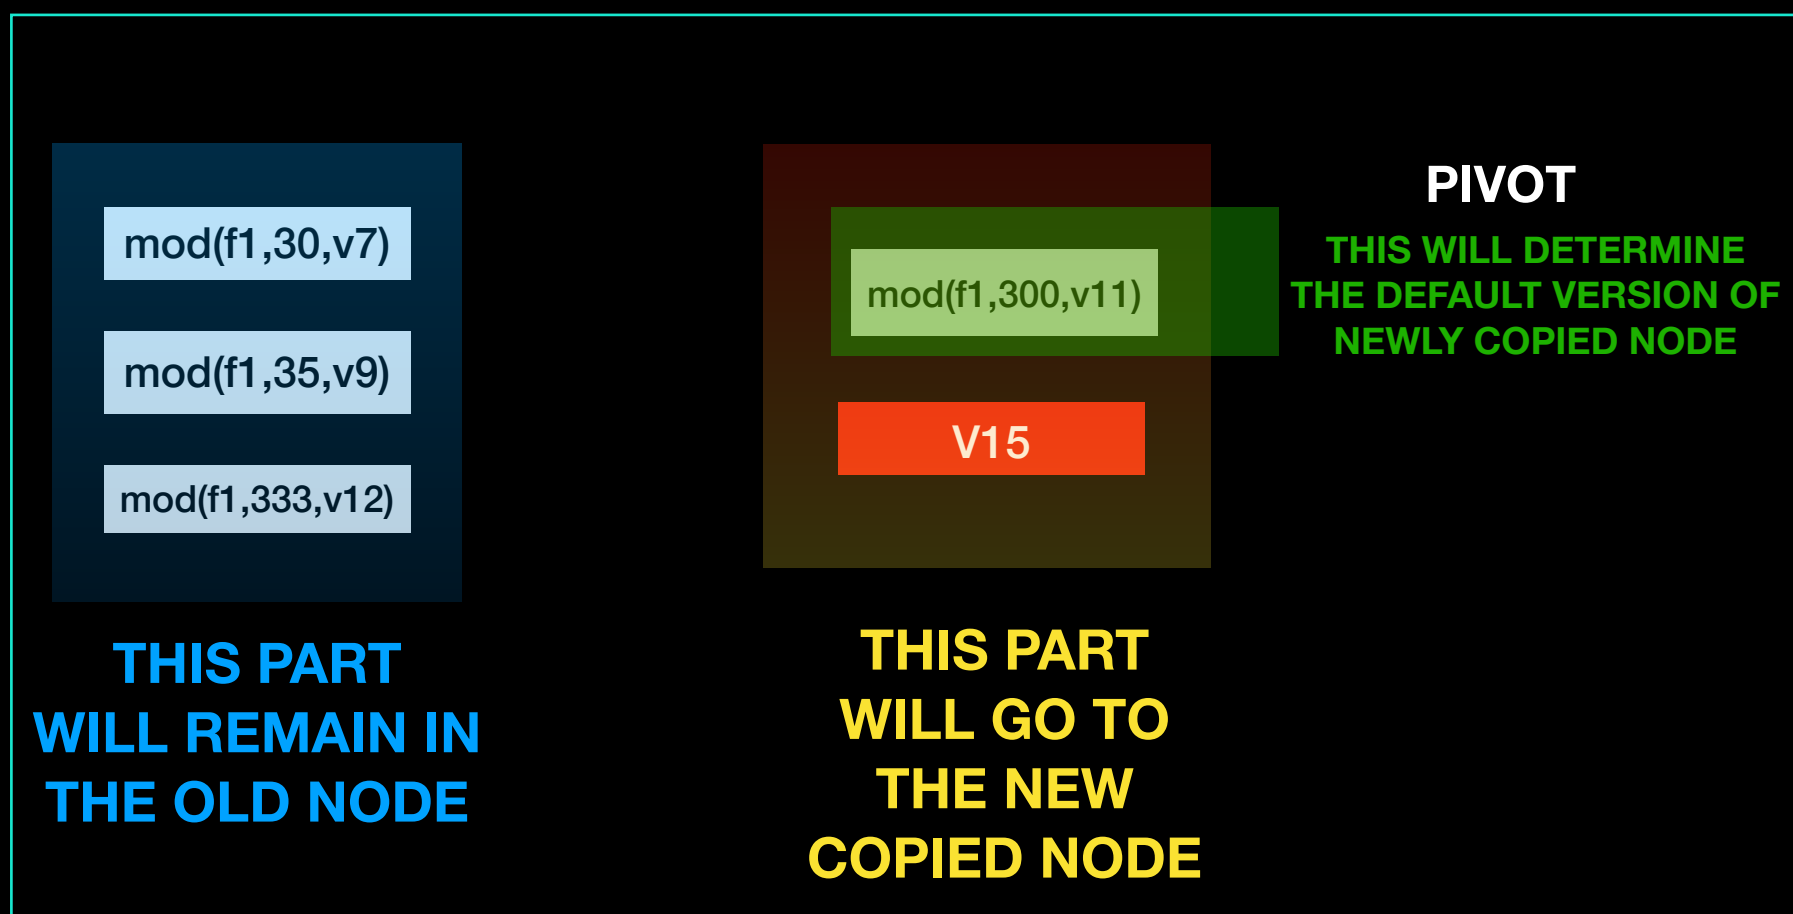 mod(f1,30,v7)
mod(f1,35,v9)
mod(f1,333,v12)
THIS PART
WILL REMAIN IN
THE OLD NODE
mod(f1,300,v11)
V15
THIS PART
WILL GO TO
THE NEW
COPIED NODE
PIVOT
THIS WILL DETERMINE
THE DEFAULT VERSION OF
NEWLY COPIED NODE